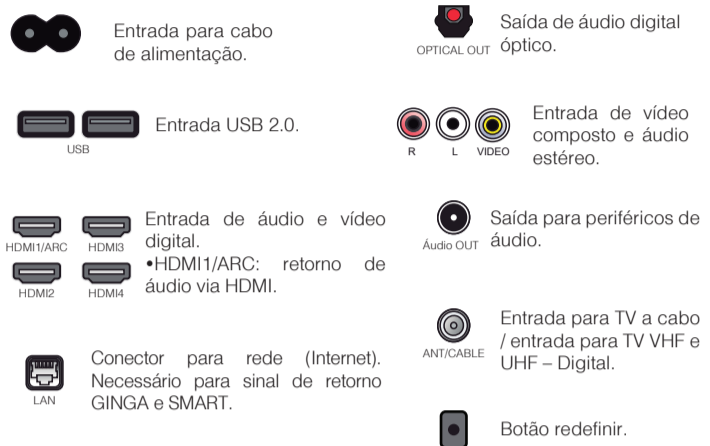 Entrada para cabo
de alimentação.
USB
Entrada USB 2.0.
HDMI1/ARC
HDMI3
HDMI2
HDMI4
Entrada de áudio e vídeo
digital.
•HDMI1/ARC: retorno de
áudio via HDMI.
LAN
Conector para rede (Internet).
Necessário para sinal de retorno
GINGA e SMART.
OPTICAL OUT
Saída de áudio digital
óptico.
R
L
VIDEO
Entrada de vídeo
composto e áudio
estéreo.
Áudio OUT
Saída para periféricos de
áudio.
ANT/CABLE
Entrada para TV a cabo
/ entrada para TV VHF e
UHF – Digital.
Botão redefinir.